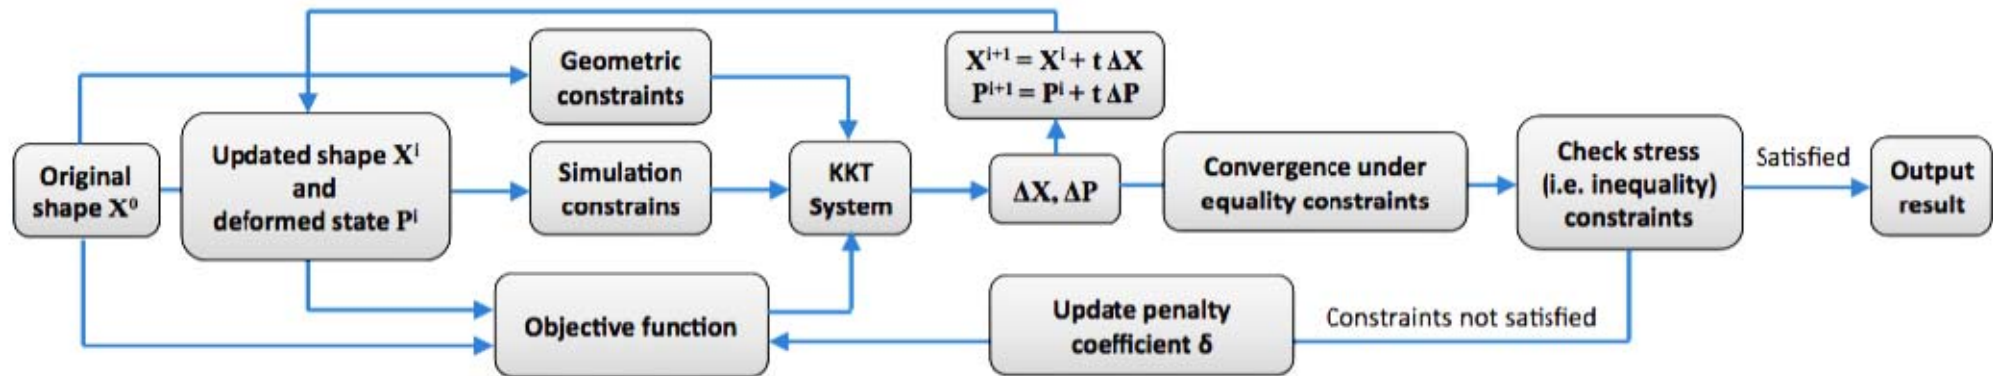 Original
shape X⁰
Updated shape Xⁱ
and
deformed state Pⁱ
Geometric
constraints
Simulation
constrains
Objective function
KKT
System
Xⁱ⁺¹ = Xⁱ + t ΔX
Pⁱ⁺¹ = Pⁱ + t ΔP
ΔX, ΔP
Convergence under
equality constraints
Check stress
(i.e. inequality)
constraints
Satisfied
Output
result
Update penalty
coefficient δ
Constraints not satisfied